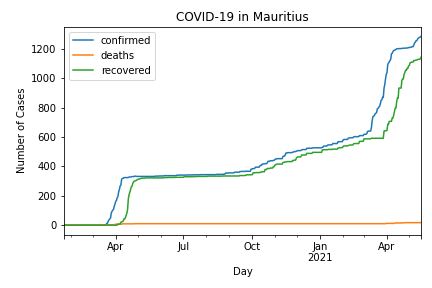 COVID-19 in Mauritius
confirmed
deaths
recovered
Number of Cases
1200
1000
800
600
400
200
0
Apr
Jul
Oct
Jan
2021
Apr
Day